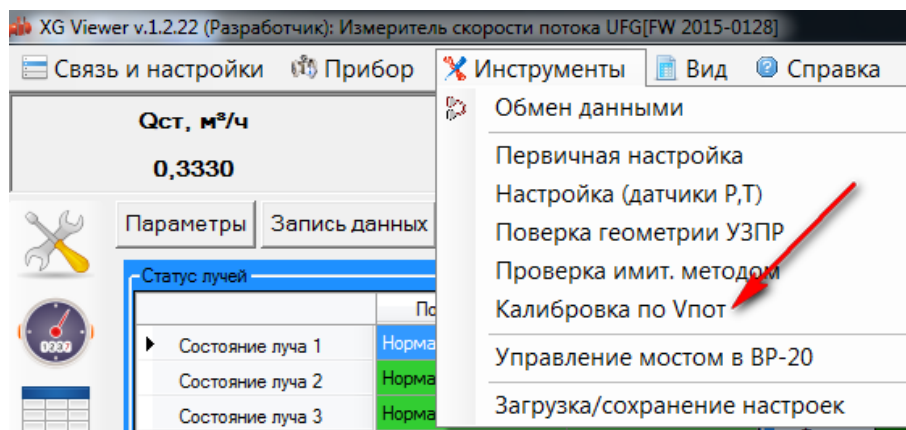 XG Viewer v.1.2.22 (Разработчик): Измеритель скорости потока UFG[FW 2015-0128]
Связь и настройки Прибор Инструменты Вид Справка
Обмен данными
Qст, м³/ч
Первичная настройка
0,3330
Настройка (датчики P,T)
Параметры Запись данных
Поверка геометрии УЗПР
Проверка имит. методом
Статус лучей
Калибровка по Vпот
Состояние луча 1
Управление мостом в ВР-20
Состояние луча 2
Загрузка/сохранение настроек
Состояние луча 3